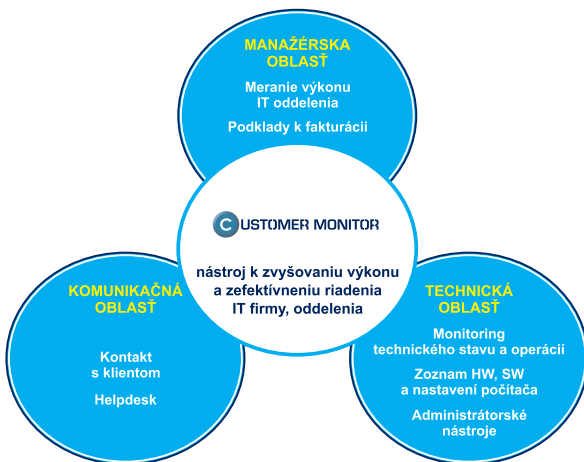 MANAŽÉRSKA
OBLASŤ
Meranie výkonu
IT oddelenia
Podklady k fakturácii
CUSTOMER MONITOR
nástroj k zvyšovaniu výkonu
a zefektívneniu riadenia
IT firmy, oddelenia
KOMUNIKAČNÁ
OBLASŤ
Kontakt
s klientom
Helpdesk
TECHNICKÁ
OBLASŤ
Monitoring
technického stavu a operácií
Zoznam HW, SW
a nastavení počítača
Administrátorské
nástroje